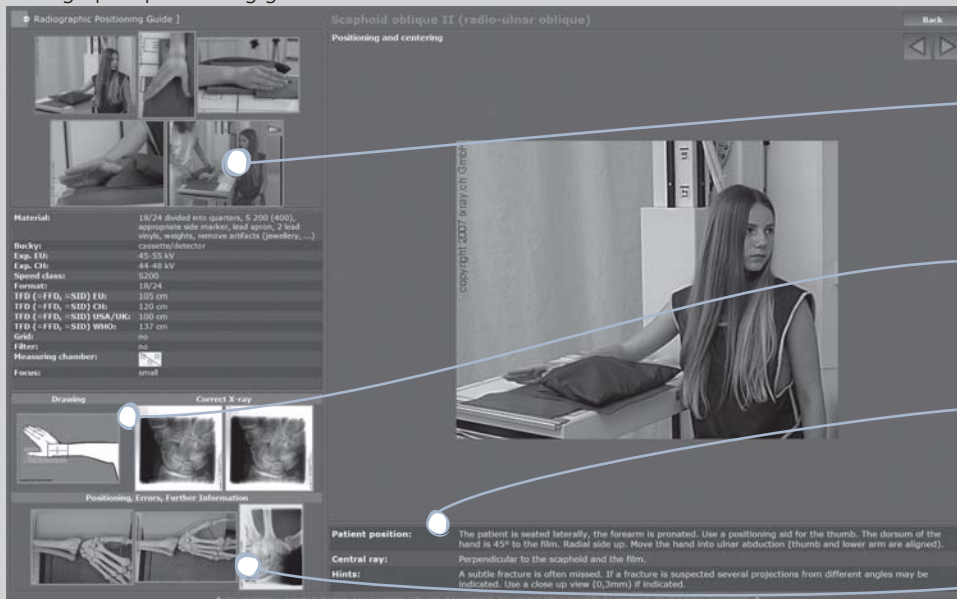 Radiographic Positioning Guide ]
Scaphoid oblique II (radio-ulnar oblique)
Back
Positioning and centering
copyright 2007 txray.ch GmbH
Material: 18/24 divided into quarters, S 200 (400),
appropriate side marker, lead apron, 2 lead
vinyls, weights, remove artifacts (jewellery, ...)
Bucky: cassette/detector
Exp. EU: 45-55 kV
Exp. CH: 44-48 kV
Speed class: S200
Format: 18/24
TFD (=FFD, =SID) EU: 105 cm
TFD (=FFD, =SID) CH: 120 cm
TFD (=FFD, =SID) USA/UK: 100 cm
TFD (=FFD, =SID) WHO: 137 cm
Grid: no
Filter: no
Measuring chamber:
Focus: small
Drawing
Correct X-ray
Positioning, Errors, Further Information
Patient position: The patient is seated laterally, the forearm is pronated. Use a positioning aid for the thumb. The dorsum of the
hand is 45° to the film. Radial side up. Move the hand into ulnar abduction (thumb and lower arm are aligned).
Central ray: Perpendicular to the scaphoid and the film.
Hints: A subtle fracture is often missed. If a fracture is suspected several projections from different angles may be
indicated. Use a close up view (0,3mm) if indicated.